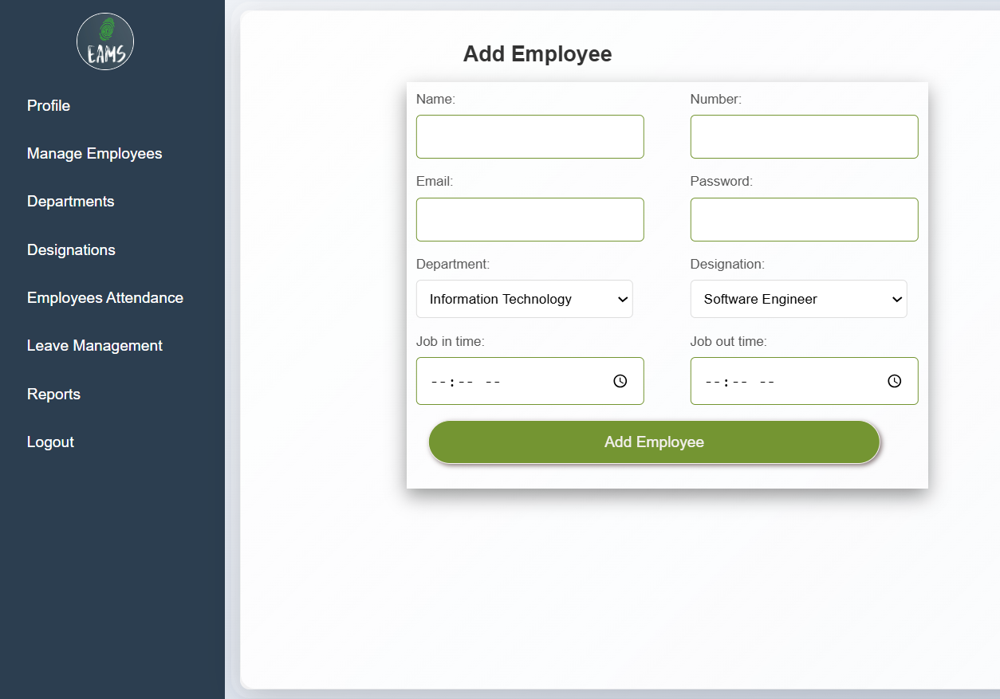 EAMS
Profile
Manage Employees
Departments
Designations
Employees Attendance
Leave Management
Reports
Logout
Add Employee
Name: Number:
Email: Password:
Department: Designation:
Information Technology Software Engineer
Job in time: Job out time:
--:-- -- --:-- --
Add Employee